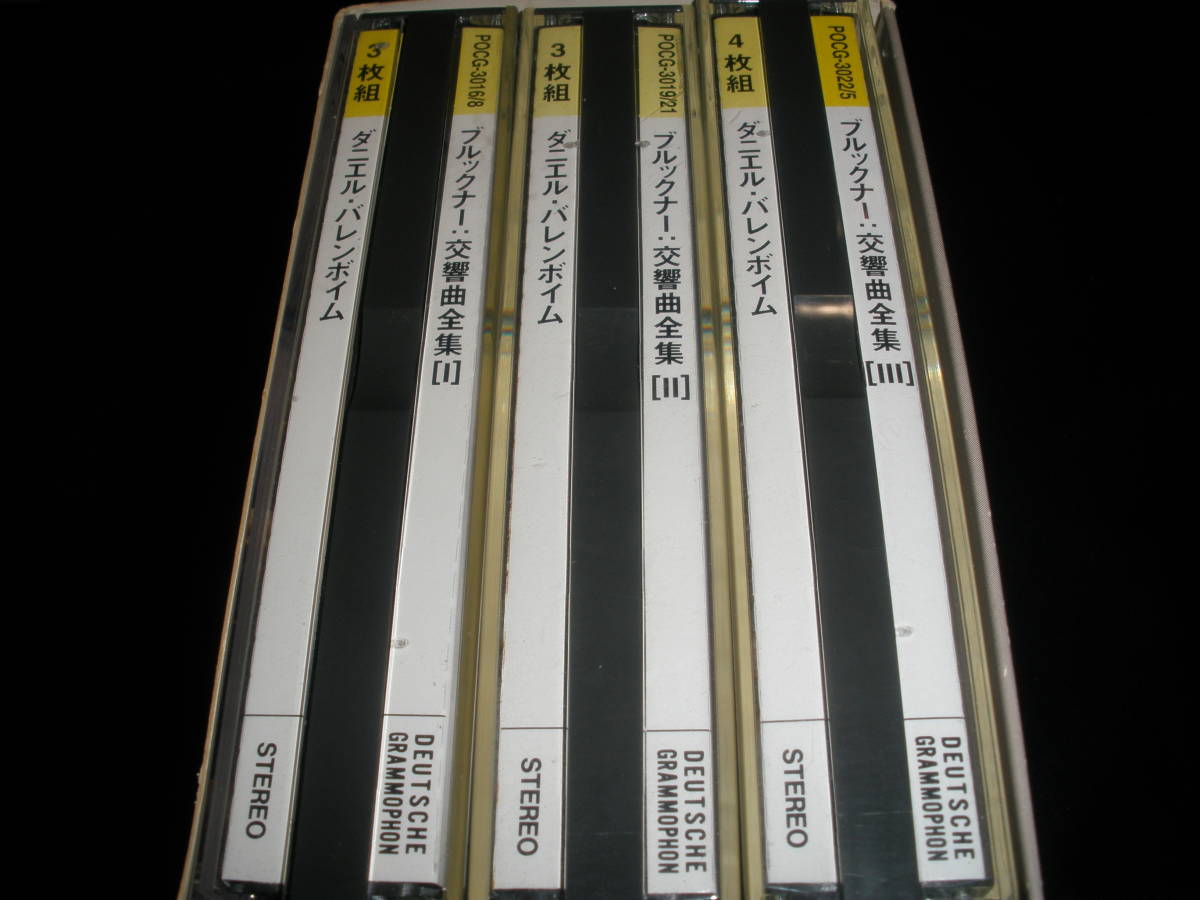 3枚組
ダニエル・バレンボイム
STEREO
POCG-3016/8
ブルックナー:交響曲全集[I]
DEUTSCHE
GRAMMOPHON
3枚組
ダニエル・バレンボイム
STEREO
POCG-3019/21
ブルックナー:交響曲全集[II]
DEUTSCHE
GRAMMOPHON
4枚組
ダニエル・バレンボイム
STEREO
POCG-3022/5
ブルックナー:交響曲全集[III]
DEUTSCHE
GRAMMOPHON